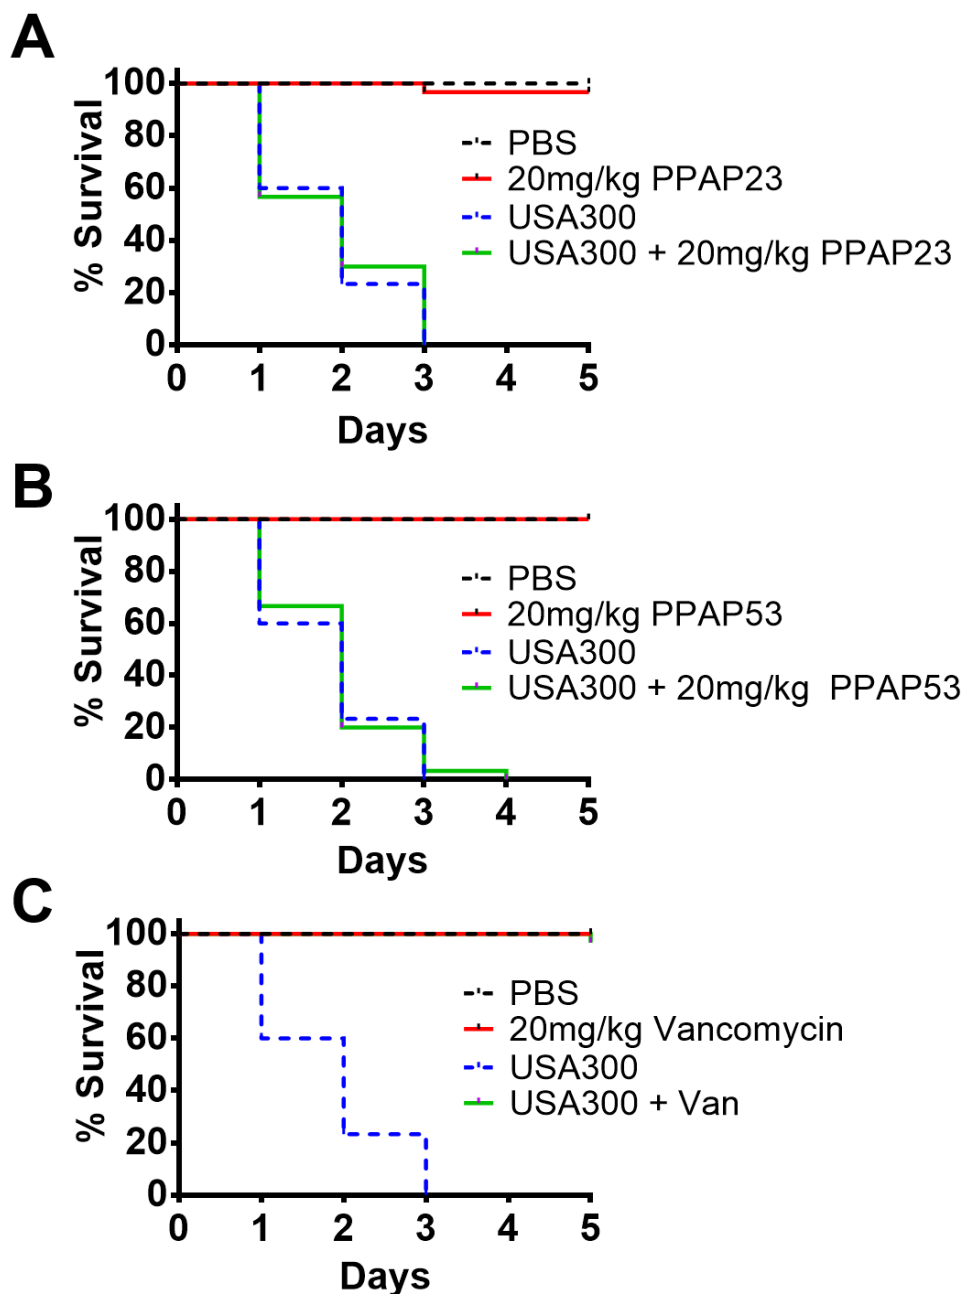 A
% Survival
100
80
60
40
20
0
PBS
20mg/kg PPAP23
USA300
USA300 + 20mg/kg PPAP23
0 1 2 3 4 5
Days
B
% Survival
100
80
60
40
20
0
PBS
20mg/kg PPAP53
USA300
USA300 + 20mg/kg  PPAP53
0 1 2 3 4 5
Days
C
% Survival
100
80
60
40
20
0
PBS
20mg/kg Vancomycin
USA300
USA300 + Van
0 1 2 3 4 5
Days